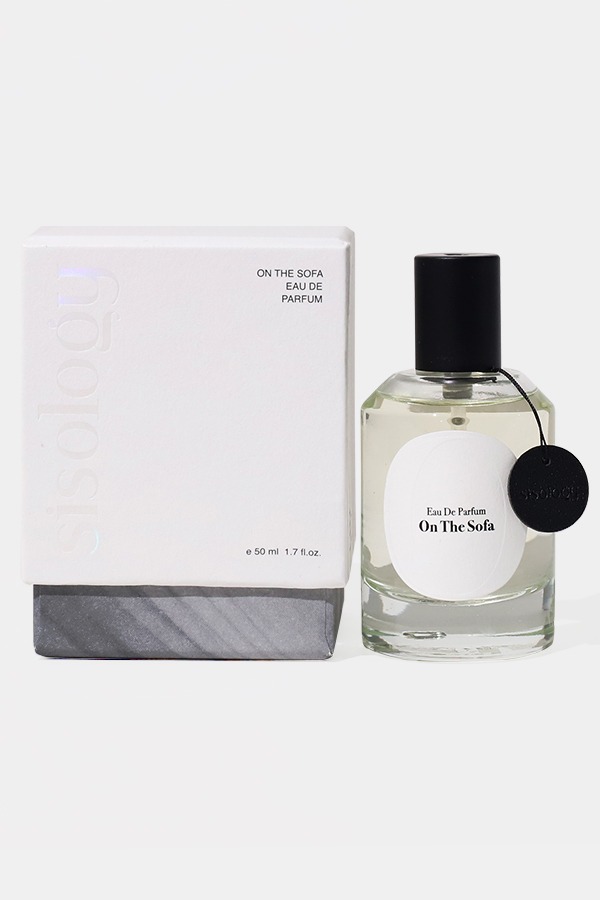 sisology
ON THE SOFA
EAU DE
PARFUM
e 50 ml 1.7 fl.oz.
Eau De Parfum
On The Sofa
sisology